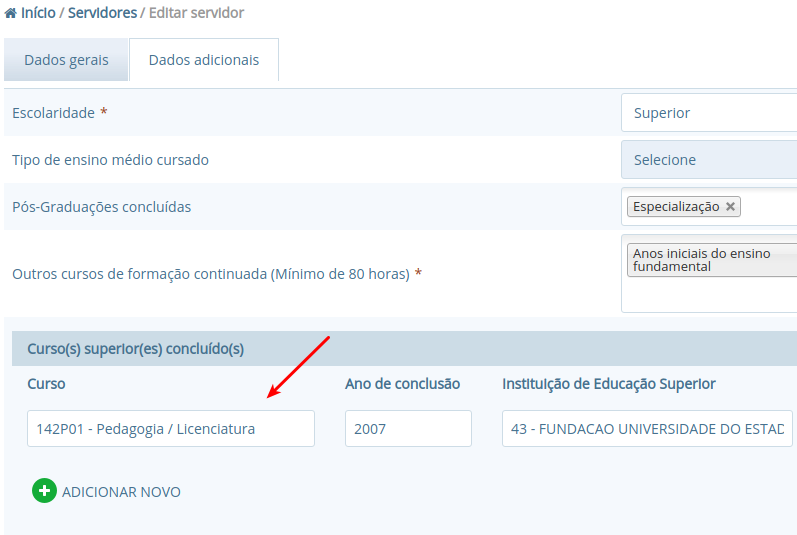 Início / Servidores / Editar servidor
Dados gerais Dados adicionais
Escolaridade * Superior
Tipo de ensino médio cursado Selecione
Pós-Graduações concluídas Especialização
Outros cursos de formação continuada (Mínimo de 80 horas) * Anos iniciais do ensino
fundamental
Curso(s) superior(es) concluído(s)
Curso Ano de conclusão Instituição de Educação Superior
142P01 - Pedagogia / Licenciatura 2007 43 - FUNDACAO UNIVERSIDADE DO ESTAD
ADICIONAR NOVO